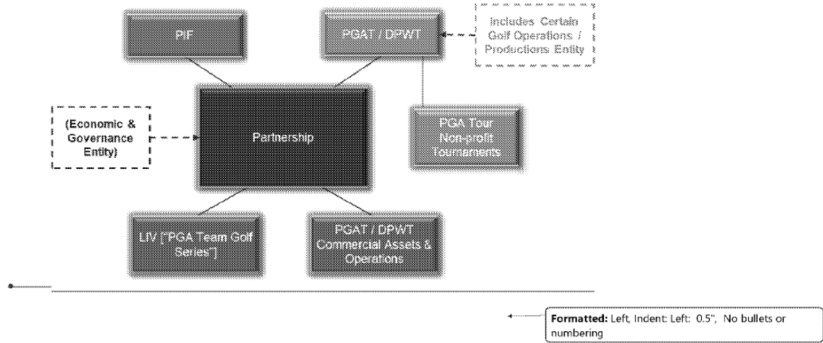 PIF
PGAT / DPWT
Includes Certain
Golf Operations /
Productions Entity
(Economic &
Governance
Entity)
Partnership
PGA Tour
Non-profit
Tournaments
LIV ["PGA Team Golf
Series"]
PGAT / DPWT
Commercial Assets &
Operations
Formatted: Left, Indent: Left:  0.5",  No bullets or
numbering